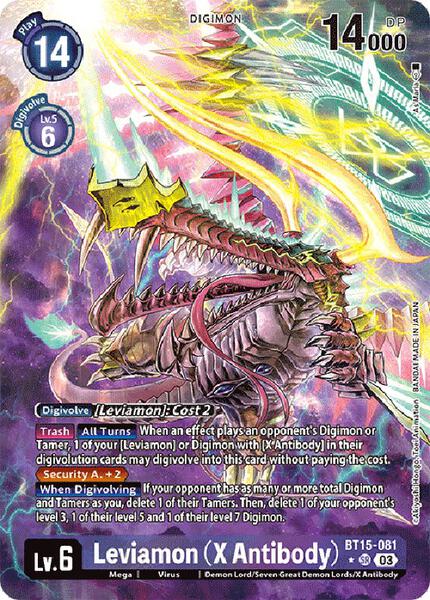 DIGIMON
Play
14
14000
DP
Digivolve
Lv.5
6
Digivolve [Leviamon]: Cost 2
Trash All Turns When an effect plays an opponent's Digimon or
Tamer, 1 of your [Leviamon] or Digimon with [X Antibody] in their
digivolution cards may digivolve into this card without paying the cost.
Security A. +2
When Digivolving If your opponent has as many or more total Digimon
and Tamers as you, delete 1 of their Tamers. Then, delete 1 of your opponent's
level 3, 1 of their level 5 and 1 of their level 7 Digimon.
©Akiyoshi Hongo, Toei Animation BANDAI MADE IN JAPAN
Lv.6
Leviamon (X Antibody)
BT15-081
SR 03
Mega | Virus | Demon Lord/Seven Great Demon Lords/X Antibody